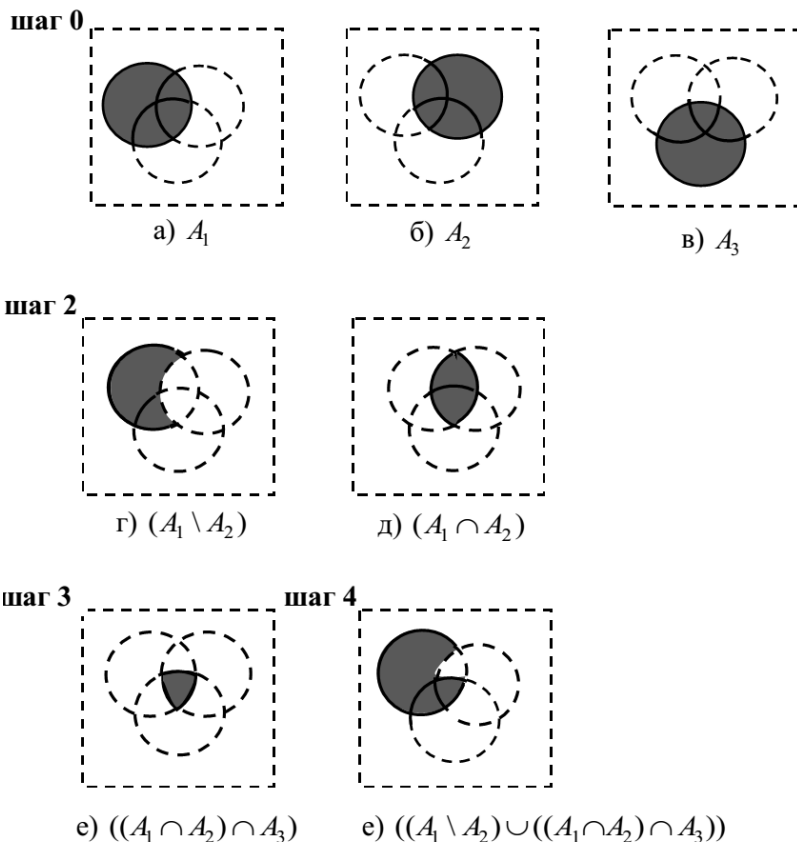 шаг 0
а) A₁ б) A₂ в) A₃
шаг 2
г) (A₁ \ A₂) д) (A₁ ∩ A₂)
шаг 3 шаг 4
е) ((A₁ ∩ A₂) ∩ A₃) е) ((A₁ \ A₂) ∪ ((A₁ ∩ A₂) ∩ A₃))